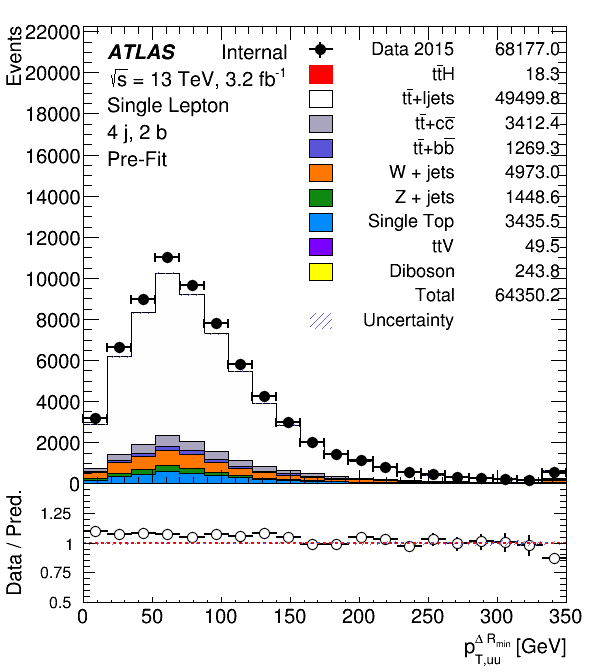 Events
22000
20000
18000
16000
14000
12000
10000
8000
6000
4000
2000
0
ATLAS Internal
√s = 13 TeV, 3.2 fb⁻¹
Single Lepton
4 j, 2 b
Pre-Fit
Data 2015 68177.0
tt̄H 18.3
tt̄+ljets 49499.8
tt̄+cc̄ 3412.4
tt̄+bb̄ 1269.3
W + jets 4973.0
Z + jets 1448.6
Single Top 3435.5
ttV 49.5
Diboson 243.8
Total 64350.2
Uncertainty
Data / Pred.
1.25
1
0.75
0.5
0 50 100 150 200 250 300 350
p_{T,uu}^{Δ R_{min}} [GeV]